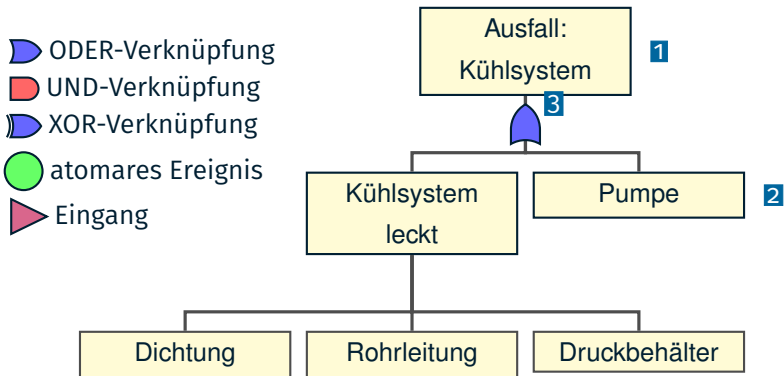 ODER-Verknüpfung
UND-Verknüpfung
XOR-Verknüpfung
atomares Ereignis
Eingang
Ausfall:
Kühlsystem
1
3
Kühlsystem
leckt
Pumpe
2
Dichtung
Rohrleitung
Druckbehälter